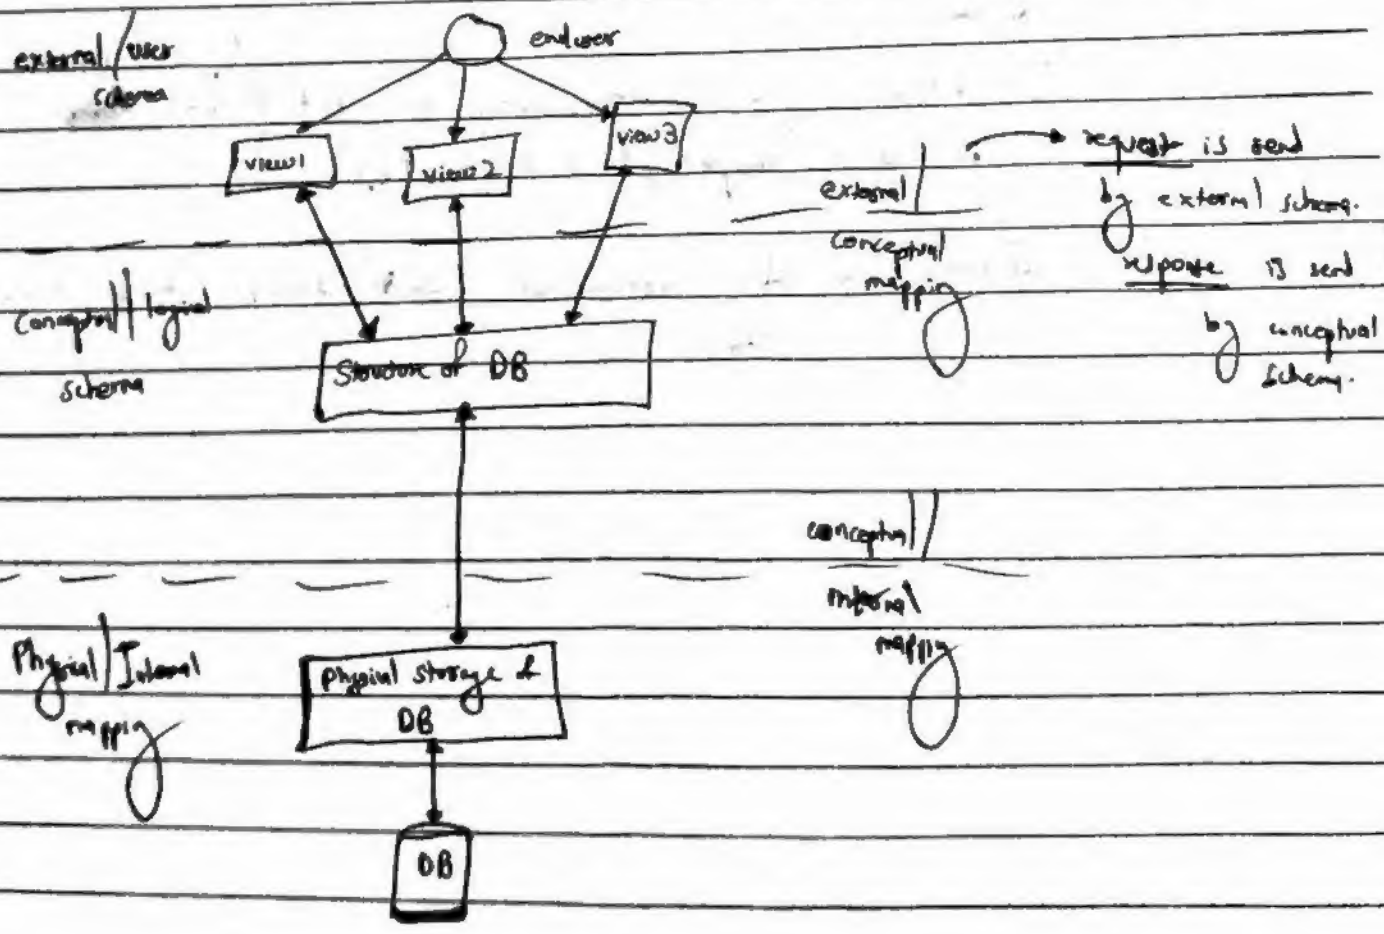 external/user
schema
enduser
view1
view2
view3
external/
conceptual
mapping
request is send
by external schema.
response is send
by conceptual
schema.
Conceptual/logical
schema
Structure of DB
conceptual/
internal
mapping
Physical/Internal
mapping
physical storage of
DB
DB